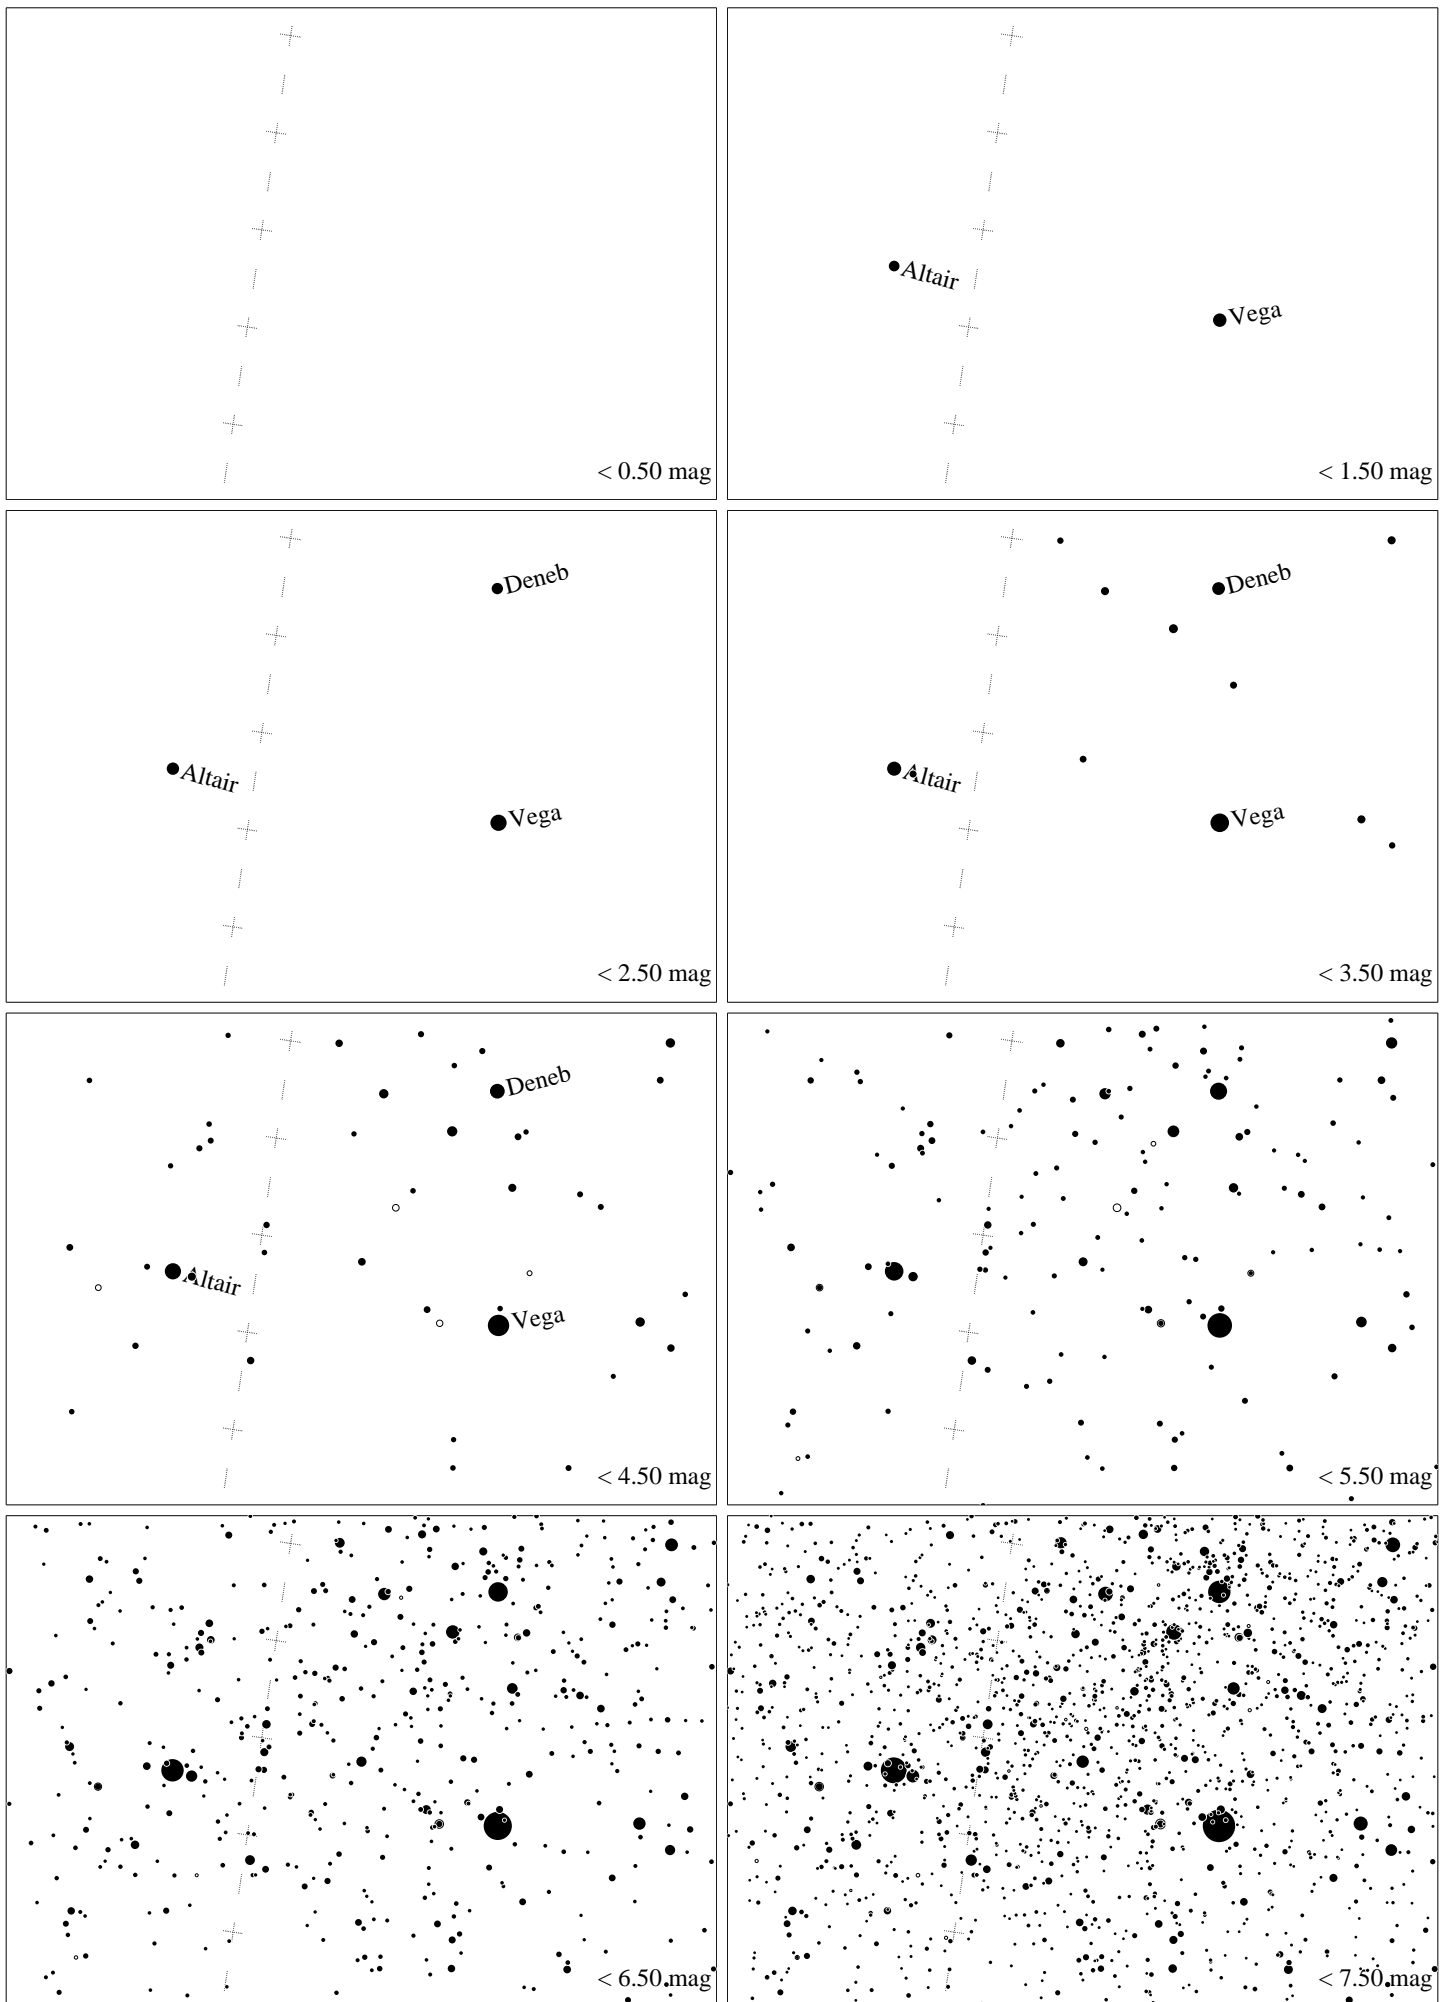 < 0.50 mag
Altair
Vega
< 1.50 mag
Deneb
Altair
Vega
< 2.50 mag
Deneb
Altair
Vega
< 3.50 mag
Deneb
Altair
Vega
< 4.50 mag
< 5.50 mag
< 6.50 mag
< 7.50 mag